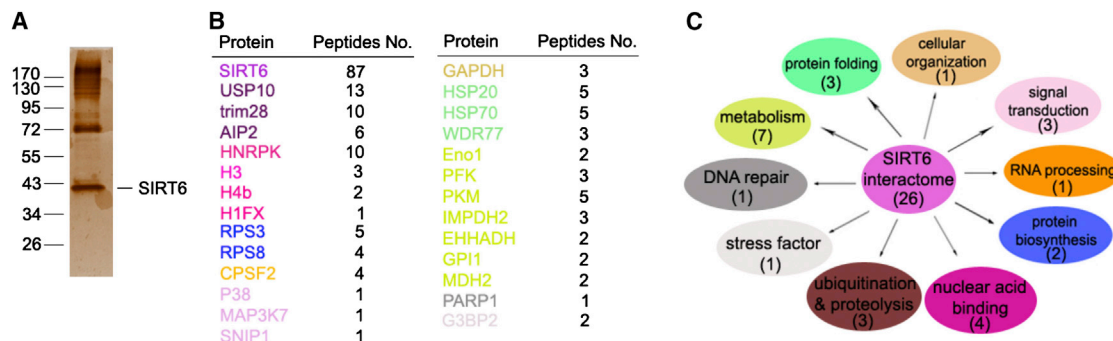 A
170
130
95
72
55
43
34
26
SIRT6
B
Protein Peptides No.
SIRT6 87
USP10 13
trim28 10
AIP2 6
HNRPK 10
H3 3
H4b 2
H1FX 1
RPS3 5
RPS8 4
CPSF2 4
P38 1
MAP3K7 1
SNIP1 1
Protein Peptides No.
GAPDH 3
HSP20 5
HSP70 5
WDR77 3
Eno1 2
PFK 3
PKM 5
IMPDH2 3
EHHADH 2
GPI1 2
MDH2 2
PARP1 1
G3BP2 2
C
cellular
organization
(1)
protein folding
(3)
signal
transduction
(3)
metabolism
(7)
SIRT6
interactome
(26)
RNA processing
(1)
DNA repair
(1)
protein
biosynthesis
(2)
stress factor
(1)
ubiquitination
& proteolysis
(3)
nuclear acid
binding
(4)